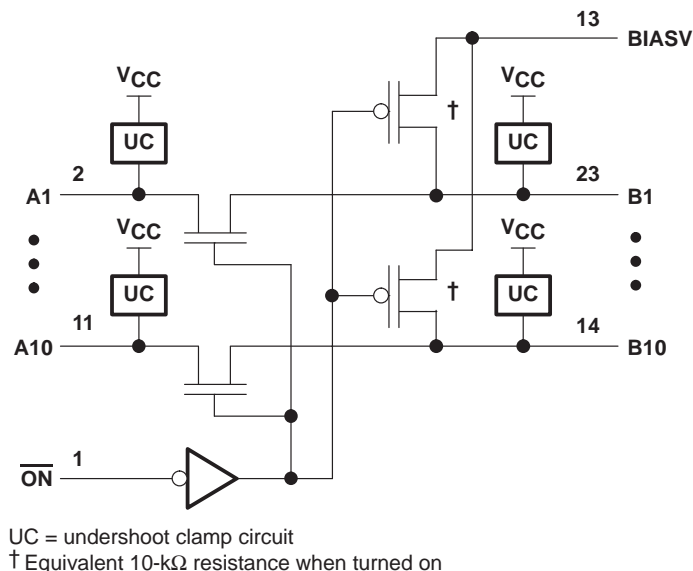 13
BIASV
VCC
UC
†
VCC
UC
A1
2
23
B1
VCC
UC
†
VCC
UC
A10
11
14
B10
ON
1
UC = undershoot clamp circuit
† Equivalent 10-kΩ resistance when turned on